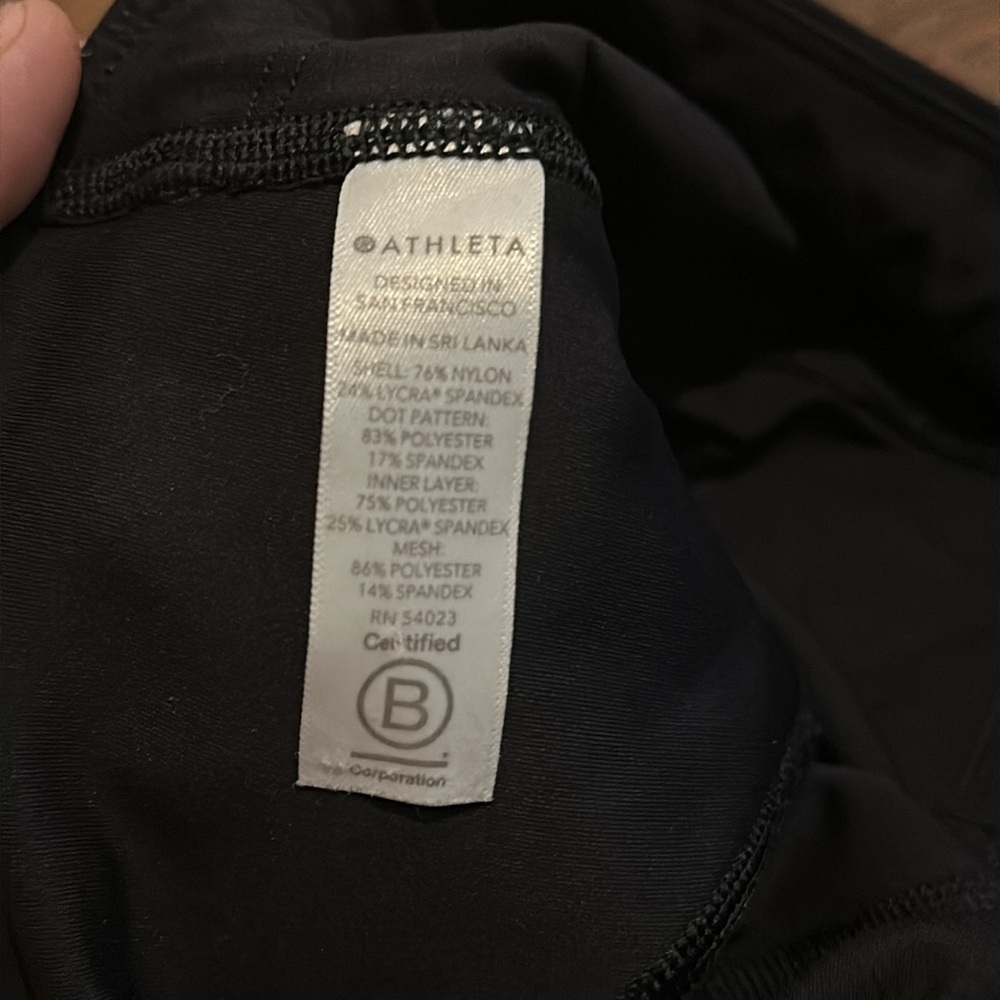 ATHLETA
DESIGNED IN
SAN FRANCISCO
MADE IN SRI LANKA
SHELL: 76% NYLON
24% LYCRA® SPANDEX
DOT PATTERN:
83% POLYESTER
17% SPANDEX
INNER LAYER:
75% POLYESTER
25% LYCRA® SPANDEX
MESH:
86% POLYESTER
14% SPANDEX
RN 54023
Certified
B
Corporation